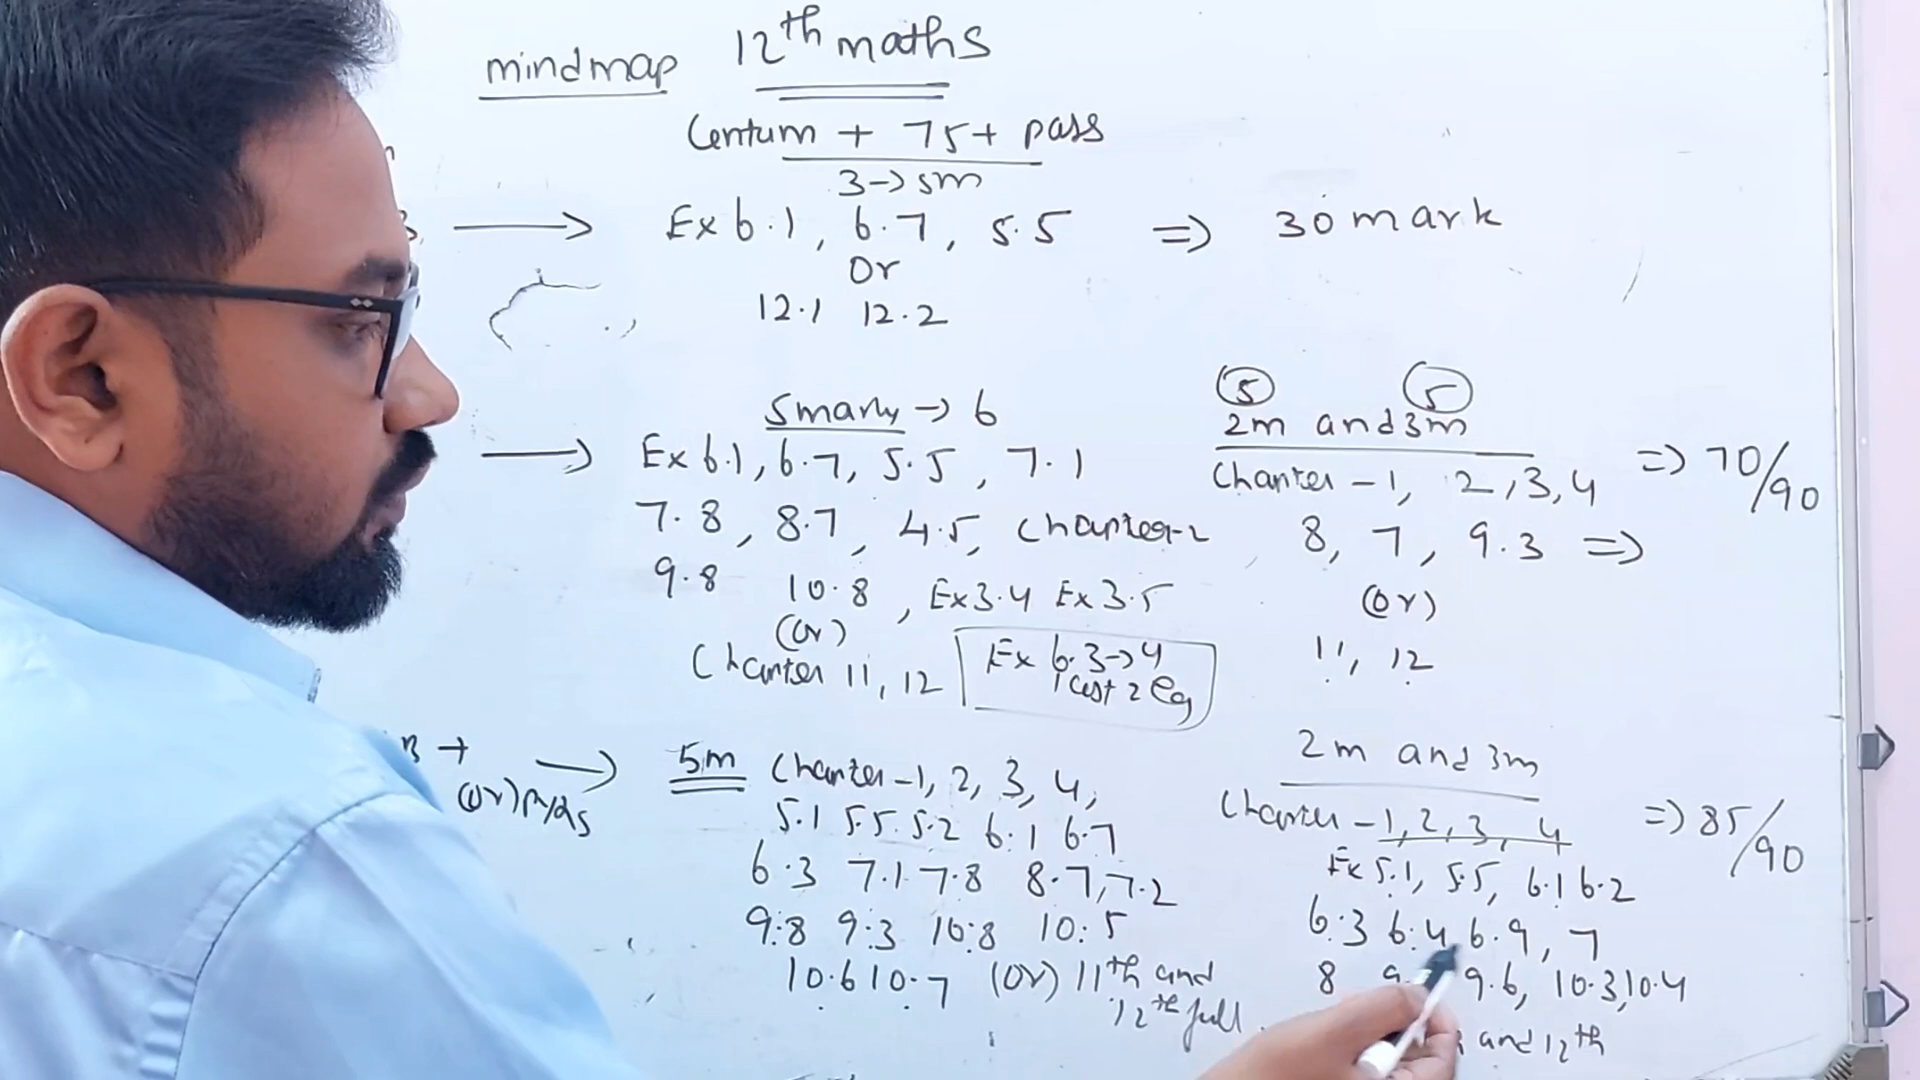 mindmap 12th maths
Centum + 75+ pass
3→5m
→ Ex 6.1, 6.7, 5.5 ⇒ 30 mark
Or
12.1 12.2
5 5
5mark → 6
2m and 3m
→ Ex 6.1, 6.7, 5.5, 7.1
Chapter -1, 2, 3, 4 ⇒ 70/90
7.8, 8.7, 4.5, Chapter-2
8, 7, 9.3 ⇒
9.8 10.8, Ex 3.4 Ex 3.5
(or)
(or)
Chapter 11, 12
Ex 6.3→4
last 2 eg
11, 12
+ → 5m Chapter -1, 2, 3, 4,
(or)
5.1 5.5 5.2 6.1 6.7
6.3 7.1 7.8 8.7, 7.2
9.8 9.3 10.8 10.5
10.6 10.7 (or) 11th and
12th full
2m and 3m
Chapter -1, 2, 3, 4 ⇒ 85/90
Ex 5.1, 5.5, 6.1 6.2
6.3 6.4 6.9, 7
8 9.6, 10.3, 10.4
and 12th